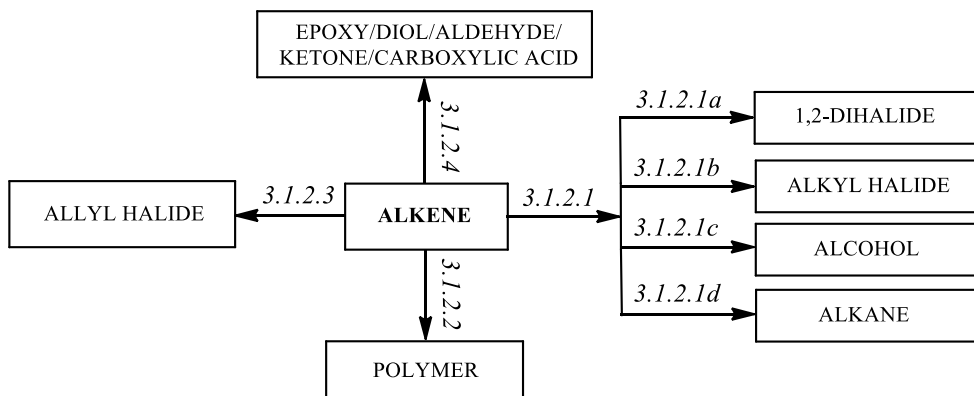 EPOXY/DIOL/ALDEHYDE/
KETONE/CARBOXYLIC ACID
3.1.2.4
3.1.2.1a
1,2-DIHALIDE
3.1.2.1b
ALKYL HALIDE
ALLYL HALIDE
3.1.2.3
ALKENE
3.1.2.1
3.1.2.1c
ALCOHOL
3.1.2.1d
ALKANE
3.1.2.2
POLYMER